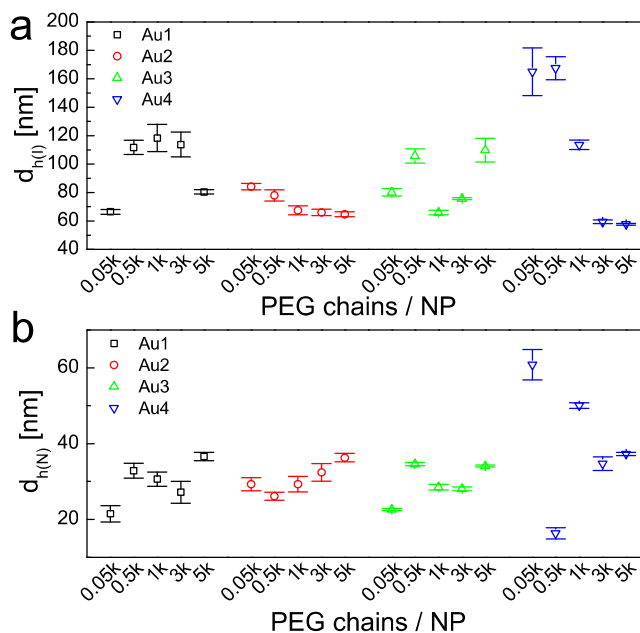 a
d_h(I) [nm]
200
180
160
140
120
100
80
60
40
Au1
Au2
Au3
Au4
0.05k 0.5k 1k 3k 5k 0.05k 0.5k 1k 3k 5k 0.05k 0.5k 1k 3k 5k 0.05k 0.5k 1k 3k 5k
PEG chains / NP
b
d_h(N) [nm]
60
40
20
Au1
Au2
Au3
Au4
0.05k 0.5k 1k 3k 5k 0.05k 0.5k 1k 3k 5k 0.05k 0.5k 1k 3k 5k 0.05k 0.5k 1k 3k 5k
PEG chains / NP